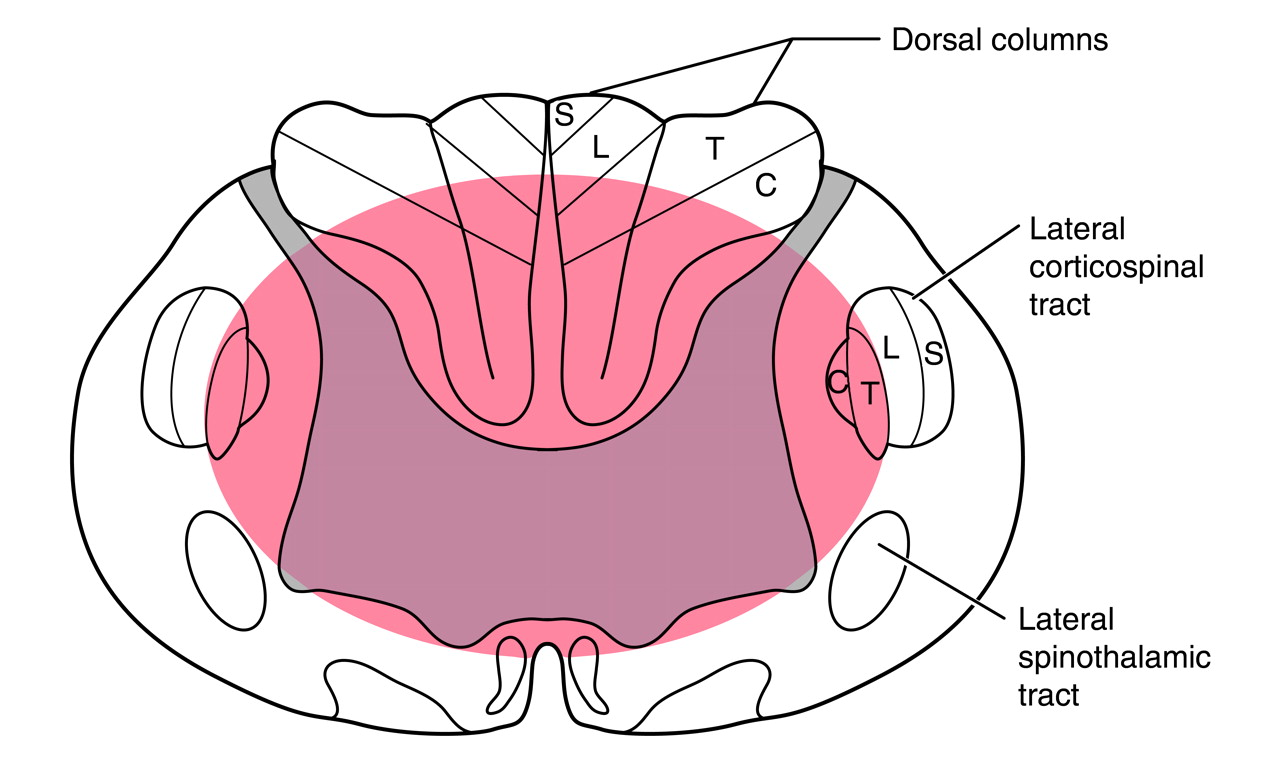 Dorsal columns
S
L
T
C
Lateral
corticospinal
tract
L
S
C
T
Lateral
spinothalamic
tract